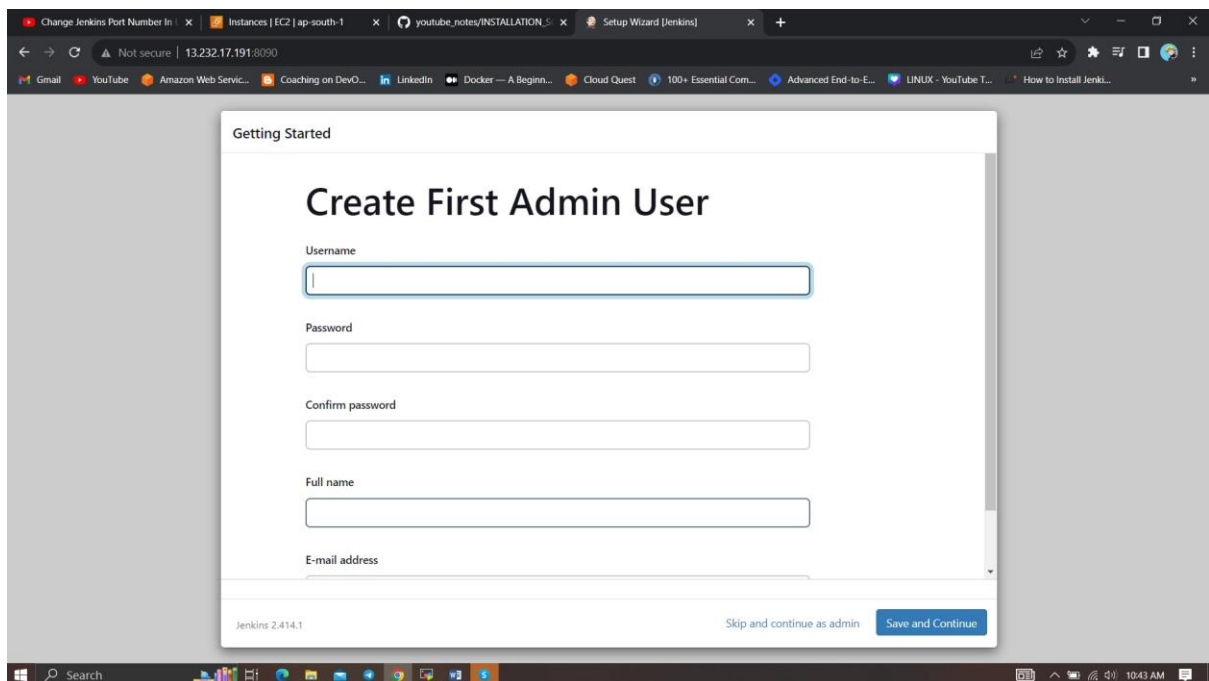 Change Jenkins Port Number In
Instances | EC2 | ap-south-1
youtube_notes/INSTALLATION_S
Setup Wizard [Jenkins]
Not secure | 13.232.17.191:8090
Gmail
YouTube
Amazon Web Servic...
Coaching on DevO...
LinkedIn
Docker — A Beginn...
Cloud Quest
100+ Essential Com...
Advanced End-to-E...
LINUX - YouTube T...
How to Install Jenki...
Getting Started
Create First Admin User
Username
Password
Confirm password
Full name
E-mail address
Jenkins 2.414.1
Skip and continue as admin
Save and Continue
Search
10:43 AM